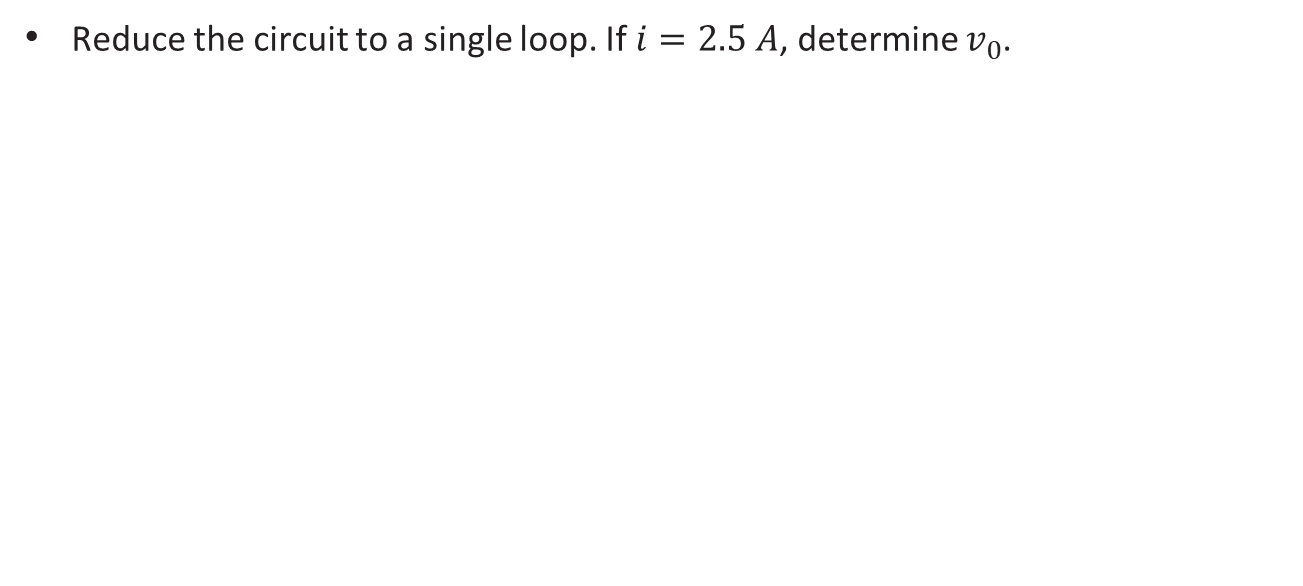 • Reduce the circuit to a single loop. If 𝑖 = 2.5 𝐴, determine 𝑣₀.